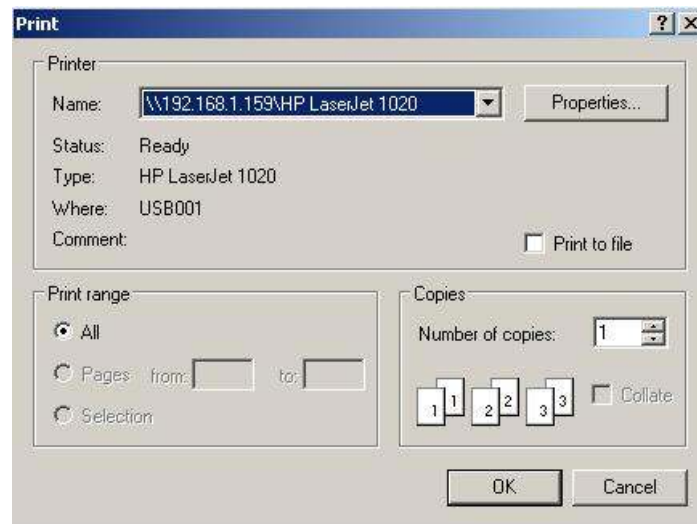 Print
Printer
Name: \\192.168.1.159\HP LaserJet 1020 Properties...
Status: Ready
Type: HP LaserJet 1020
Where: USB001
Comment: Print to file
Print range
All
Pages from: to:
Selection
Copies
Number of copies: 1
1 1 2 2 3 3 Collate
OK Cancel